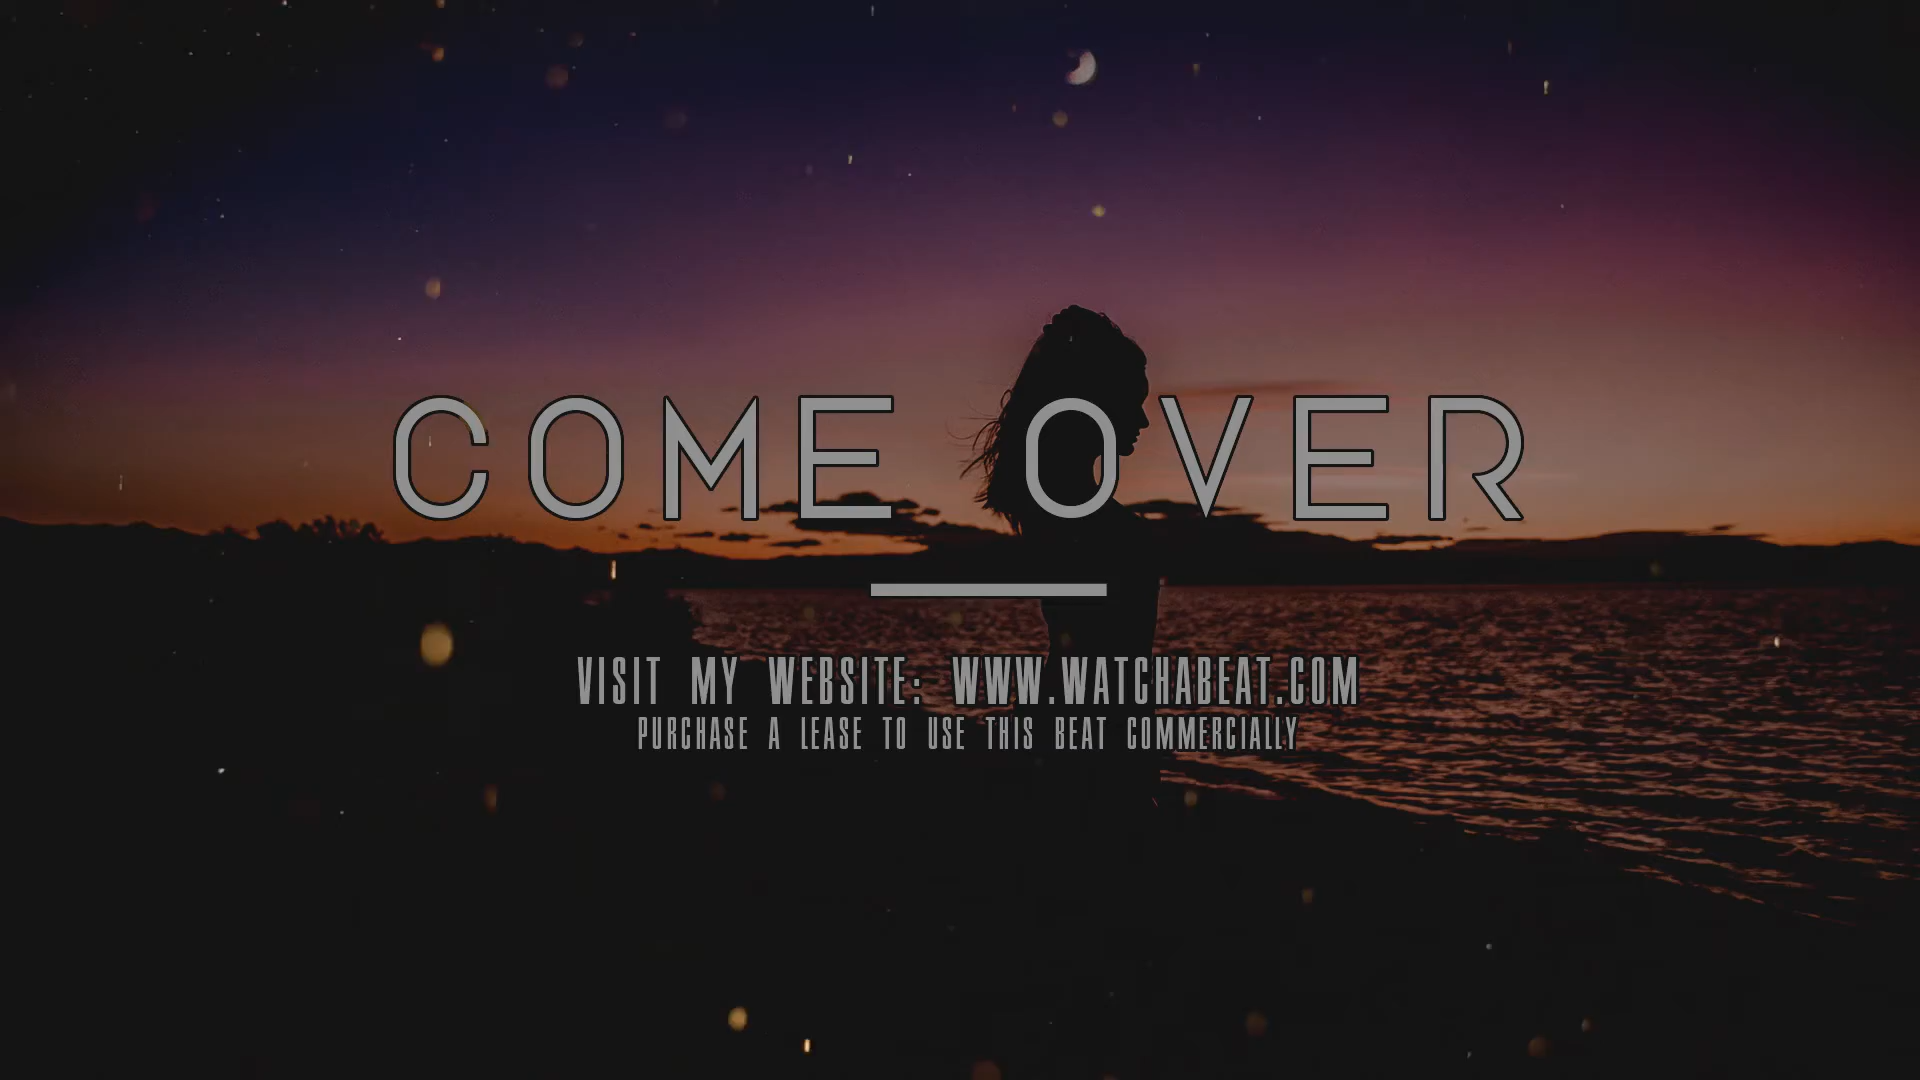 COME OVER
VISIT MY WEBSITE: WWW.WATCHABEAT.COM
PURCHASE A LEASE TO USE THIS BEAT COMMERCIALLY